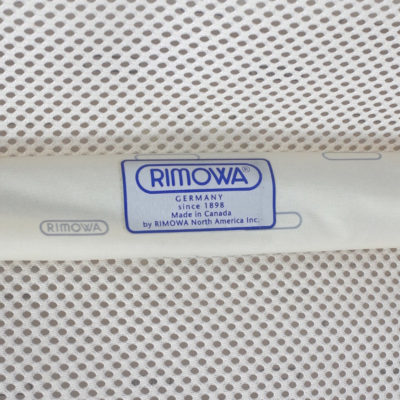 RIMOWA®
GERMANY
since 1898
Made in Canada
by RIMOWA North America Inc.
RIMOWA